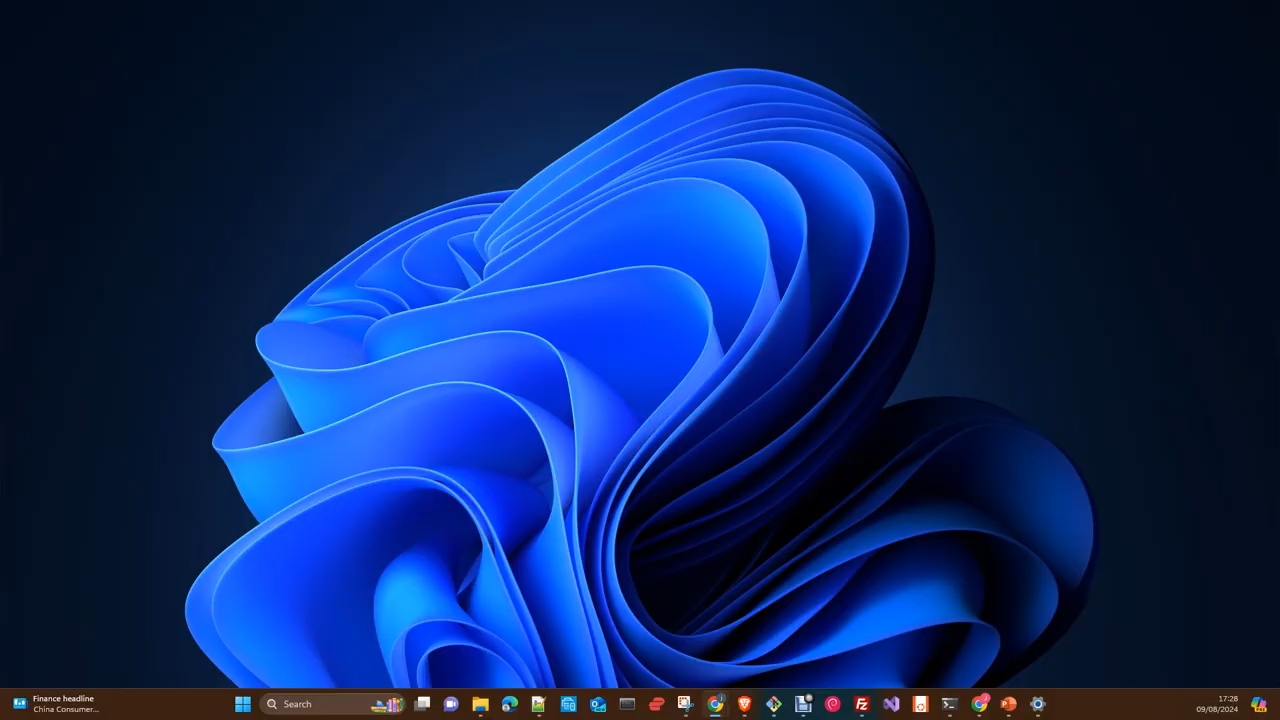 Finance headline
China Consumer...
Search
17:28
09/08/2024